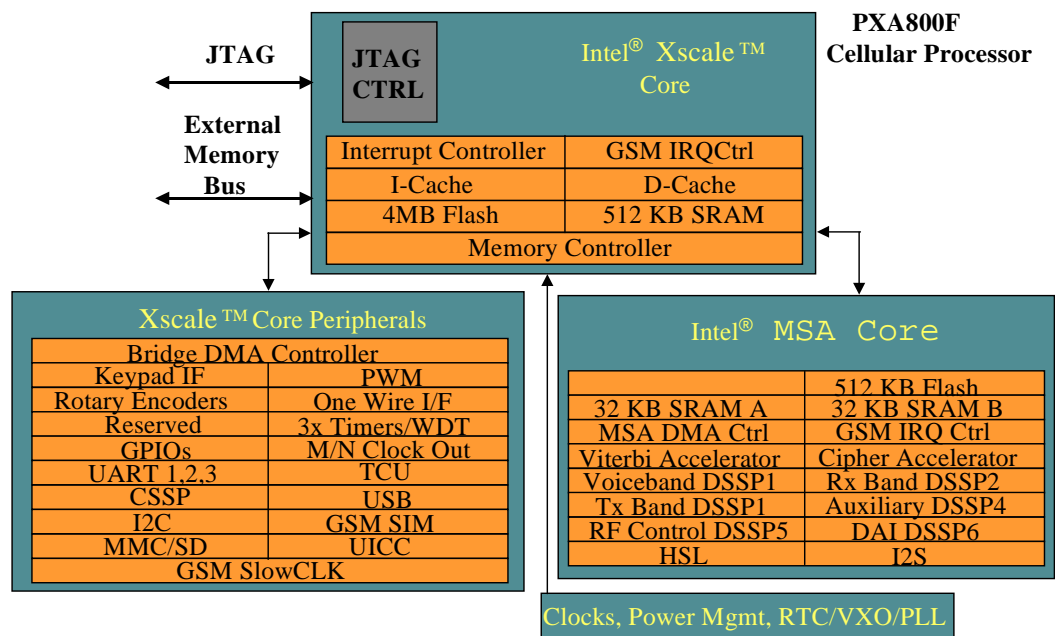 PXA800F
Cellular Processor
JTAG
External
Memory
Bus
JTAG
CTRL
Intel® Xscale™
Core
Interrupt Controller GSM IRQCtrl
I-Cache D-Cache
4MB Flash 512 KB SRAM
Memory Controller
Xscale™ Core Peripherals
Bridge DMA Controller
Keypad IF PWM
Rotary Encoders One Wire I/F
Reserved 3x Timers/WDT
GPIOs M/N Clock Out
UART 1,2,3 TCU
CSSP USB
I2C GSM SIM
MMC/SD UICC
GSM SlowCLK
Intel® MSA Core
512 KB Flash
32 KB SRAM A 32 KB SRAM B
MSA DMA Ctrl GSM IRQ Ctrl
Viterbi Accelerator Cipher Accelerator
Voiceband DSSP1 Rx Band DSSP2
Tx Band DSSP1 Auxiliary DSSP4
RF Control DSSP5 DAI DSSP6
HSL I2S
Clocks, Power Mgmt, RTC/VXO/PLL